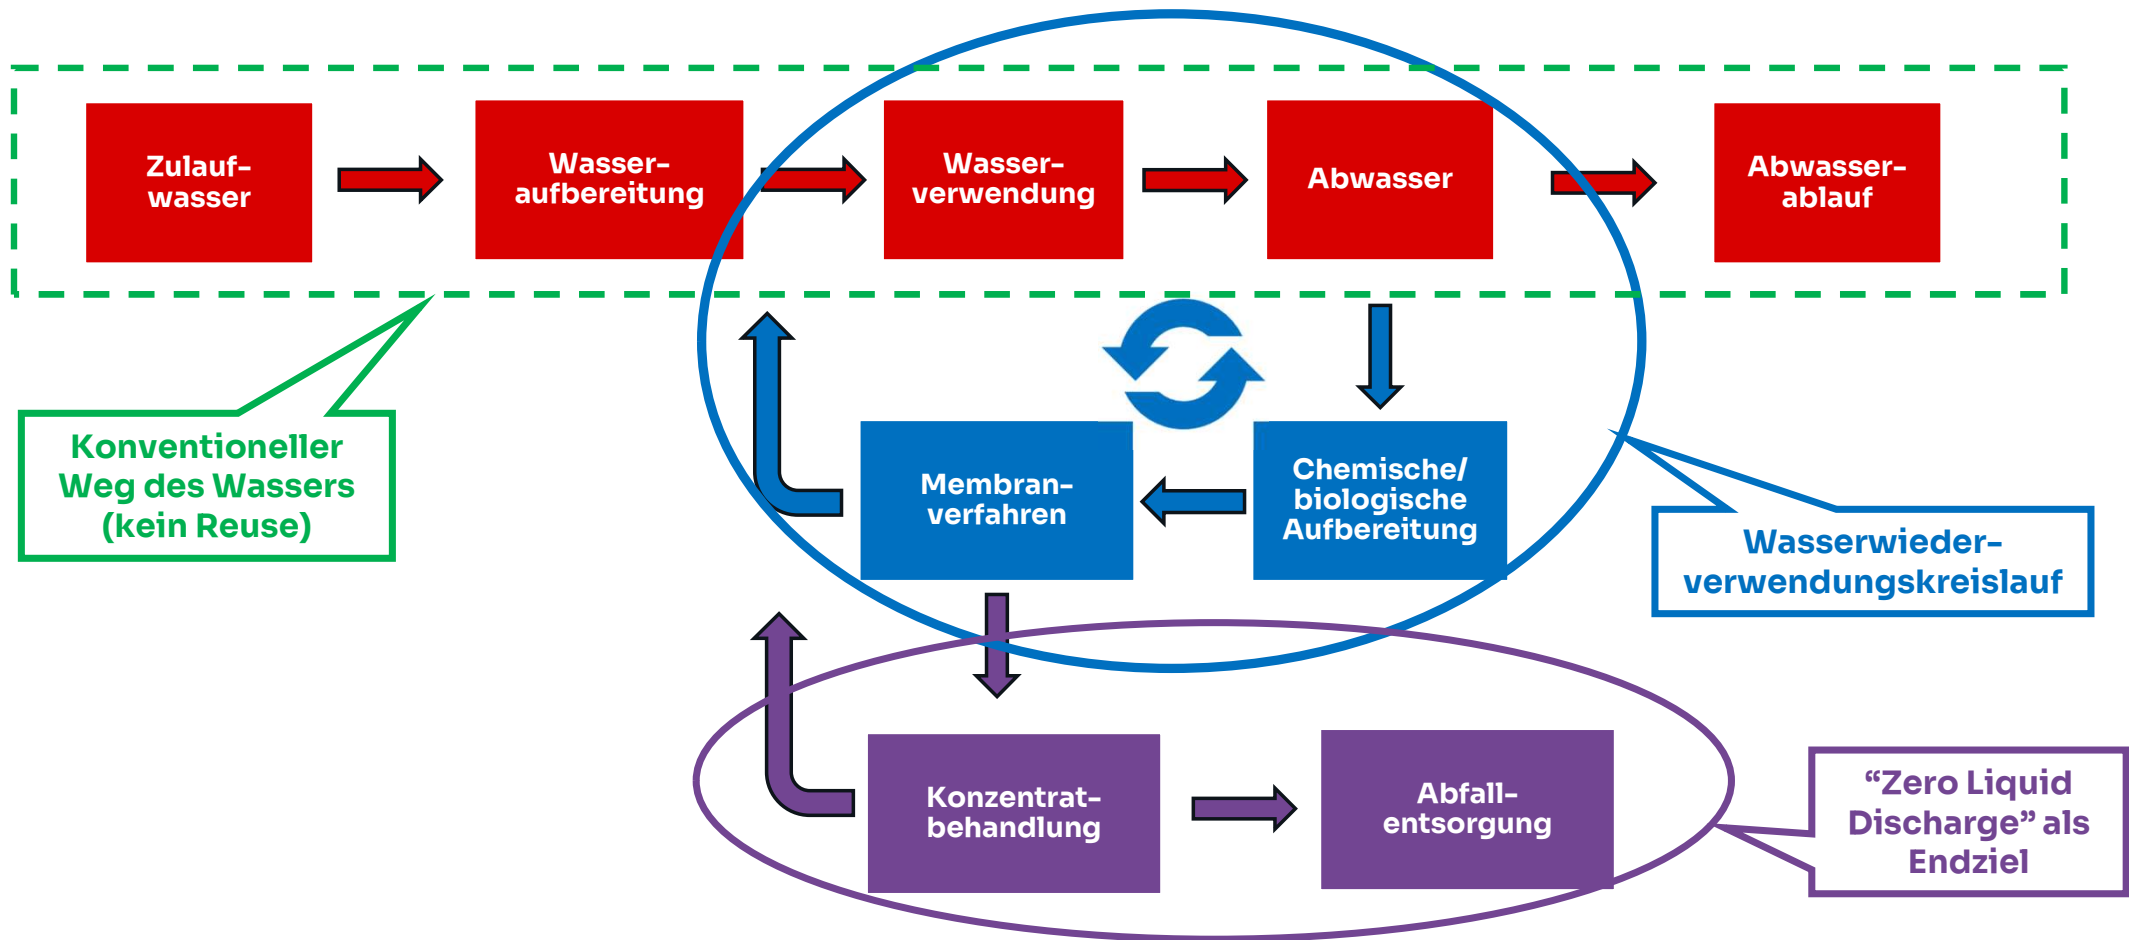 Zulauf-
wasser
Wasser-
aufbereitung
Wasser-
verwendung
Abwasser
Abwasser-
ablauf
Konventioneller
Weg des Wassers
(kein Reuse)
Membran-
verfahren
Chemische/
biologische
Aufbereitung
Wasserwieder-
verwendungskreislauf
Konzentrat-
behandlung
Abfall-
entsorgung
“Zero Liquid
Discharge” als
Endziel